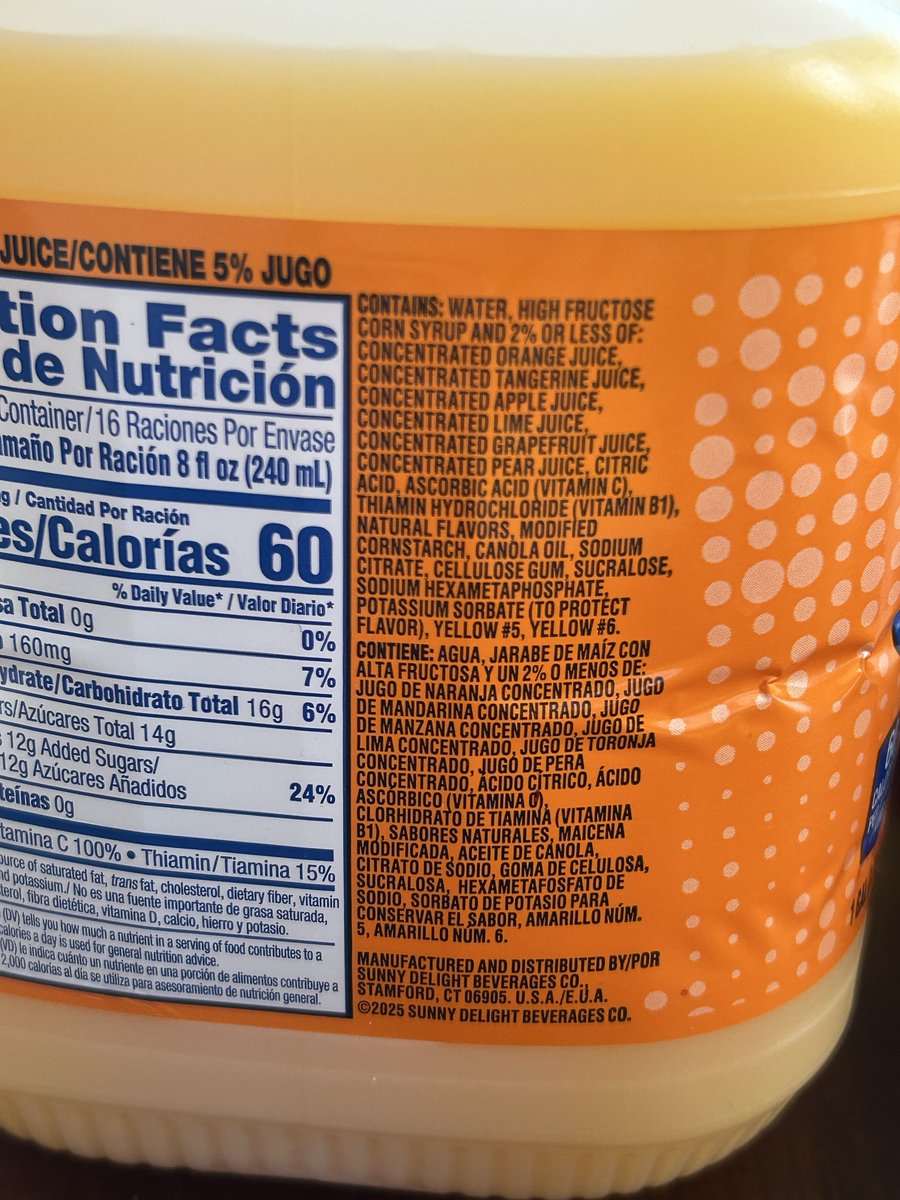 JUICE/CONTIENE 5% JUGO
tion Facts
de Nutrición
Container/16 Raciones Por Envase
maño Por Ración 8 fl oz (240 mL)
g / Cantidad Por Ración
es/Calorías 60
% Daily Value* / Valor Diario*
sa Total 0g 0%
o 160mg 7%
ydrate/Carbohidrato Total 16g 6%
rs/Azúcares Total 14g
s 12g Added Sugars/
12g Azúcares Añadidos 24%
teínas 0g
tamina C 100% • Thiamin/Tiamina 15%
ource of saturated fat, trans fat, cholesterol, dietary fiber, vitamin
nd potassium./ No es una fuente importante de grasa saturada,
terol, fibra dietética, vitamina D, calcio, hierro y potasio.
(DV) tells you how much a nutrient in a serving of food contributes to a
calories a day is used for general nutrition advice.
(VD) le indica cuánto un nutriente en una porción de alimentos contribuye a
2,000 calorías al día se utiliza para asesoramiento de nutrición general.
CONTAINS: WATER, HIGH FRUCTOSE
CORN SYRUP AND 2% OR LESS OF:
CONCENTRATED ORANGE JUICE,
CONCENTRATED TANGERINE JUICE,
CONCENTRATED APPLE JUICE,
CONCENTRATED LIME JUICE,
CONCENTRATED GRAPEFRUIT JUICE,
CONCENTRATED PEAR JUICE, CITRIC
ACID, ASCORBIC ACID (VITAMIN C),
THIAMIN HYDROCHLORIDE (VITAMIN B1),
NATURAL FLAVORS, MODIFIED
CORNSTARCH, CANOLA OIL, SODIUM
CITRATE, CELLULOSE GUM, SUCRALOSE,
SODIUM HEXAMETAPHOSPHATE,
POTASSIUM SORBATE (TO PROTECT
FLAVOR), YELLOW #5, YELLOW #6.
CONTIENE: AGUA, JARABE DE MAÍZ CON
ALTA FRUCTOSA Y UN 2% O MENOS DE:
JUGO DE NARANJA CONCENTRADO, JUGO
DE MANDARINA CONCENTRADO, JUGO
DE MANZANA CONCENTRADO, JUGO DE
LIMA CONCENTRADO, JUGO DE TORONJA
CONCENTRADO, JUGO DE PERA
CONCENTRADO, ÁCIDO CÍTRICO, ÁCIDO
ASCORBICO (VITAMINA C),
CLORHIDRATO DE TIAMINA (VITAMINA
B1), SABORES NATURALES, MAICENA
MODIFICADA, ACEITE DE CANOLA,
CITRATO DE SODIO, GOMA DE CELULOSA,
SUCRALOSA, HEXAMETAFOSFATO DE
SODIO, SORBATO DE POTASIO PARA
CONSERVAR EL SABOR, AMARILLO NÚM.
5, AMARILLO NÚM. 6.
MANUFACTURED AND DISTRIBUTED BY/POR
SUNNY DELIGHT BEVERAGES CO.,
STAMFORD, CT 06905. U.S.A./E.U.A.
©2025 SUNNY DELIGHT BEVERAGES CO.